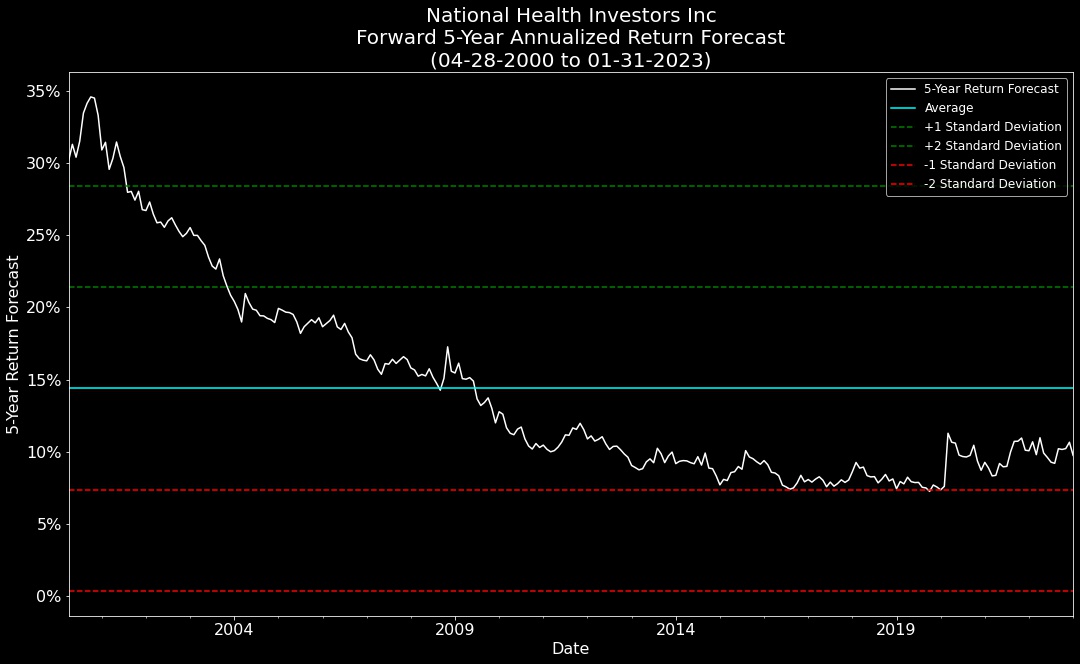 National Health Investors Inc
Forward 5-Year Annualized Return Forecast
(04-28-2000 to 01-31-2023)
5-Year Return Forecast
Average
+1 Standard Deviation
+2 Standard Deviation
-1 Standard Deviation
-2 Standard Deviation
35%
30%
25%
20%
15%
10%
5%
0%
5-Year Return Forecast
2004
2009
2014
2019
Date